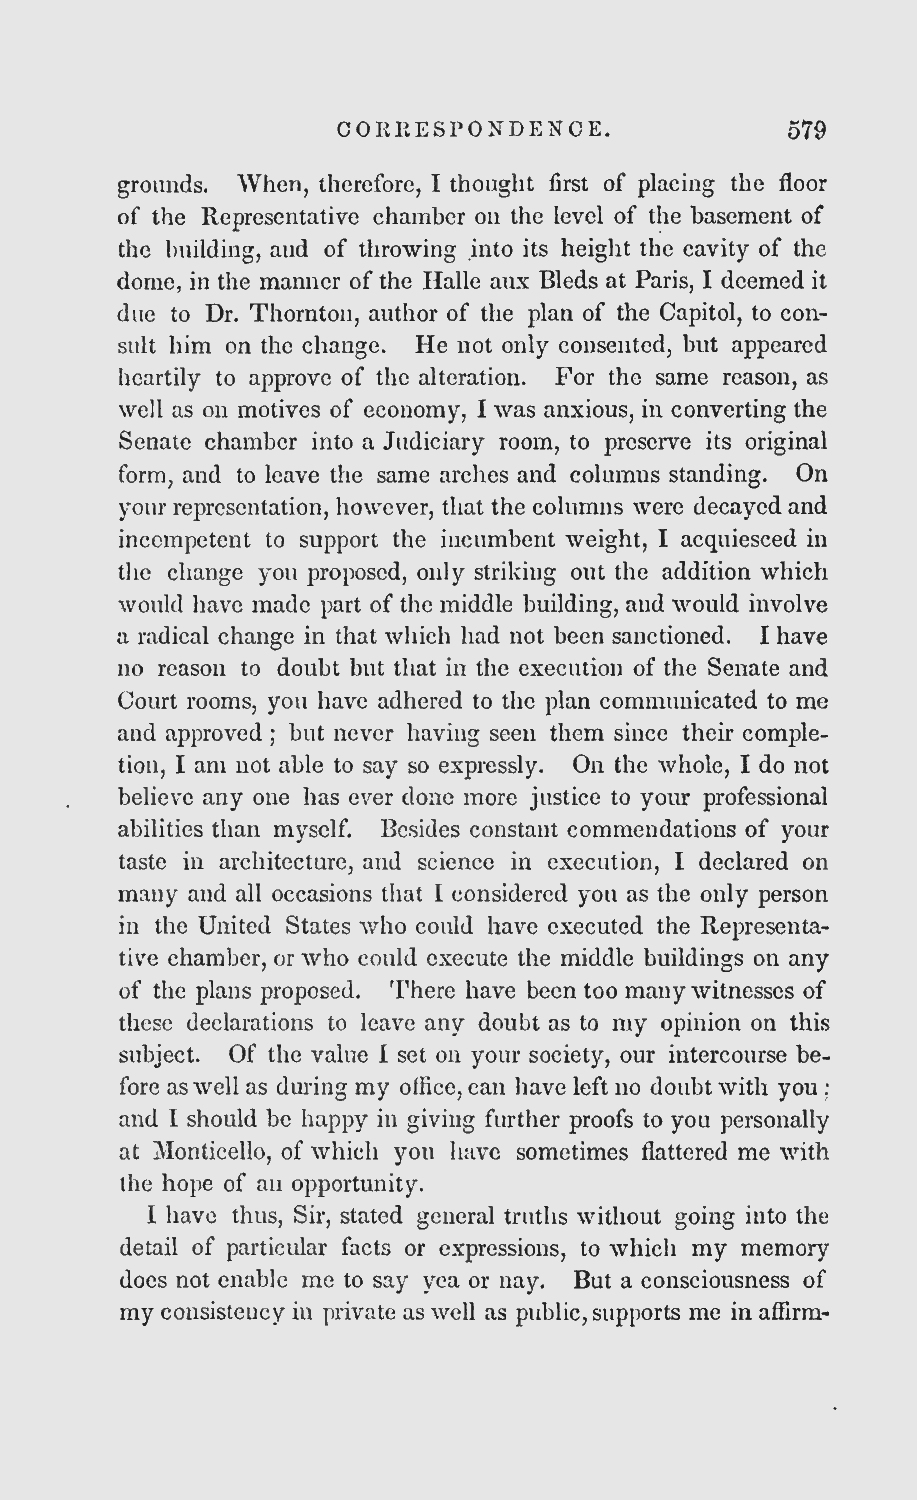 CORRESPONDENCE. 579
grounds. When, therefore, I thought first of placing the floor
of the Representative chamber on the level of the basement of
the building, and of throwing into its height the cavity of the
dome, in the manner of the Halle aux Bleds at Paris, I deemed it
due to Dr. Thornton, author of the plan of the Capitol, to con-
sult him on the change. He not only consented, but appeared
heartily to approve of the alteration. For the same reason, as
well as on motives of economy, I was anxious, in converting the
Senate chamber into a Judiciary room, to preserve its original
form, and to leave the same arches and columns standing. On
your representation, however, that the columns were decayed and
incompetent to support the incumbent weight, I acquiesced in
the change you proposed, only striking out the addition which
would have made part of the middle building, and would involve
a radical change in that which had not been sanctioned. I have
no reason to doubt but that in the execution of the Senate and
Court rooms, you have adhered to the plan communicated to me
and approved ; but never having seen them since their comple-
tion, I am not able to say so expressly. On the whole, I do not
believe any one has ever done more justice to your professional
abilities than myself. Besides constant commendations of your
taste in architecture, and science in execution, I declared on
many and all occasions that I considered you as the only person
in the United States who could have executed the Representa-
tive chamber, or who could execute the middle buildings on any
of the plans proposed. There have been too many witnesses of
these declarations to leave any doubt as to my opinion on this
subject. Of the value I set on your society, our intercourse be-
fore as well as during my office, can have left no doubt with you ;
and I should be happy in giving further proofs to you personally
at Monticello, of which you have sometimes flattered me with
the hope of an opportunity.
I have thus, Sir, stated general truths without going into the
detail of particular facts or expressions, to which my memory
does not enable me to say yea or nay. But a consciousness of
my consistency in private as well as public, supports me in affirm-